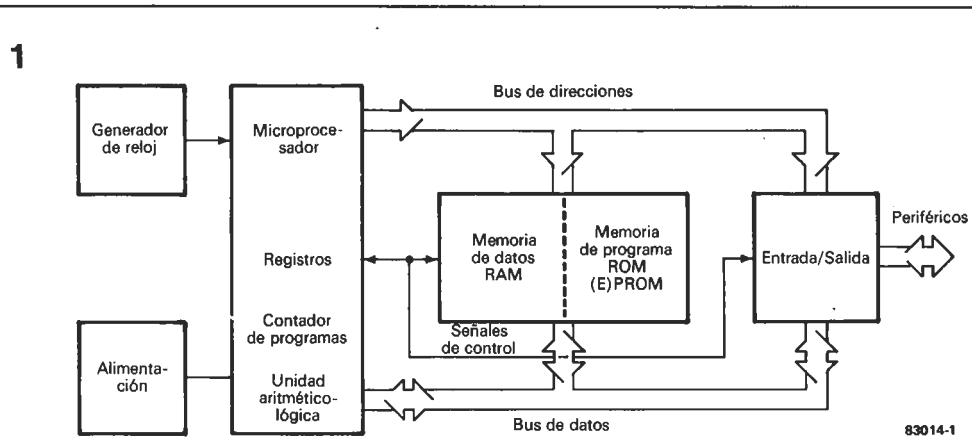 1
Bus de direcciones
Generador
de reloj
Microproce-
sador
Periféricos
Memoria
de datos
RAM
Memoria
de programa
ROM
(E)PROM
Entrada/Salida
Registros
Contador
de programas
Señales
de control
Alimenta-
ción
Unidad
aritmético-
lógica
Bus de datos
83014-1